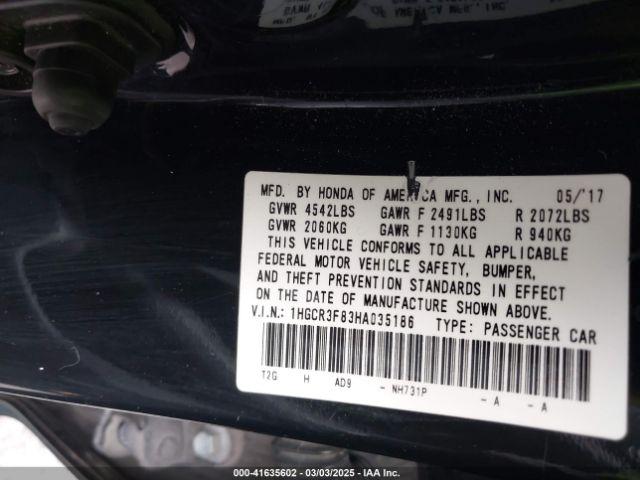 MFD. BY HONDA OF AMERICA MFG., INC. 05/'17
GVWR 4542LBS GAWR F 2491LBS R 2072LBS
GVWR 2060KG GAWR F 1130KG R 940KG
THIS VEHICLE CONFORMS TO ALL APPLICABLE
FEDERAL MOTOR VEHICLE SAFETY, BUMPER,
AND THEFT PREVENTION STANDARDS IN EFFECT
ON THE DATE OF MANUFACTURE SHOWN ABOVE.
V.I.N.: 1HGCR3F83HA035186 TYPE: PASSENGER CAR
T2G H AD9 - NH731P - A - A
000-41635602 / 03/03/2025 - IAA Inc.